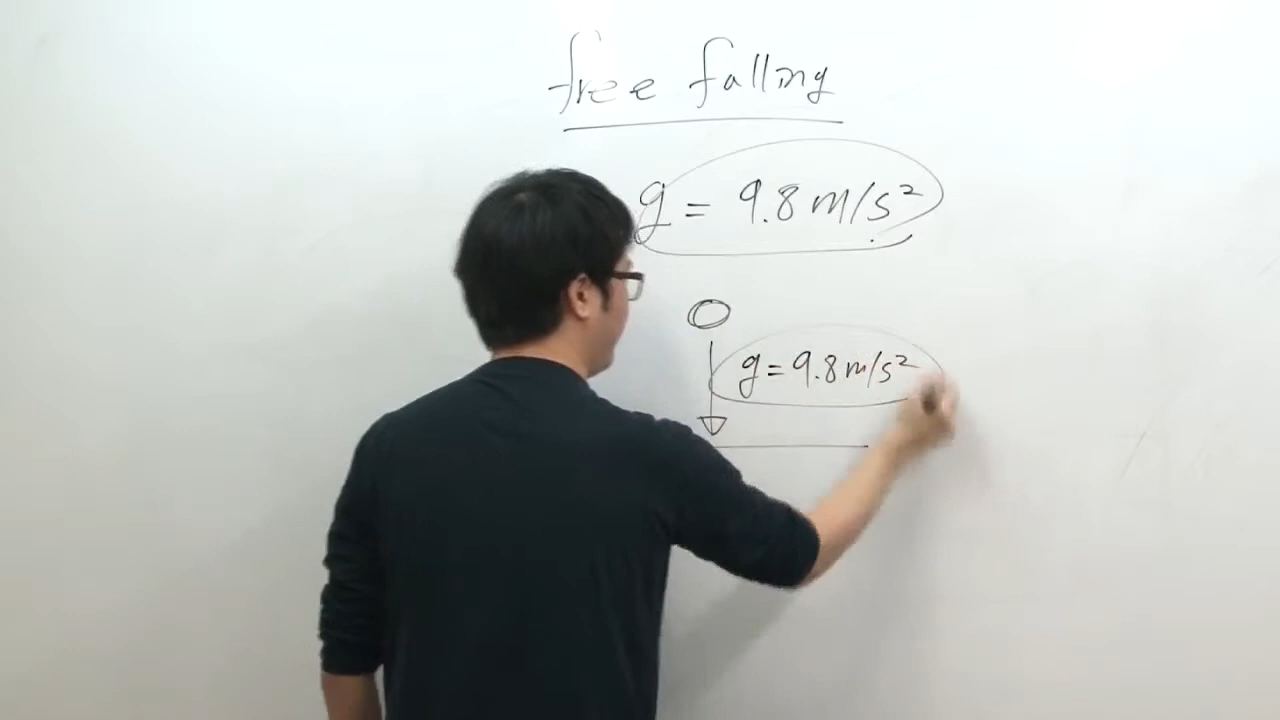 free falling
g = 9.8 m/s²
g = 9.8 m/s²